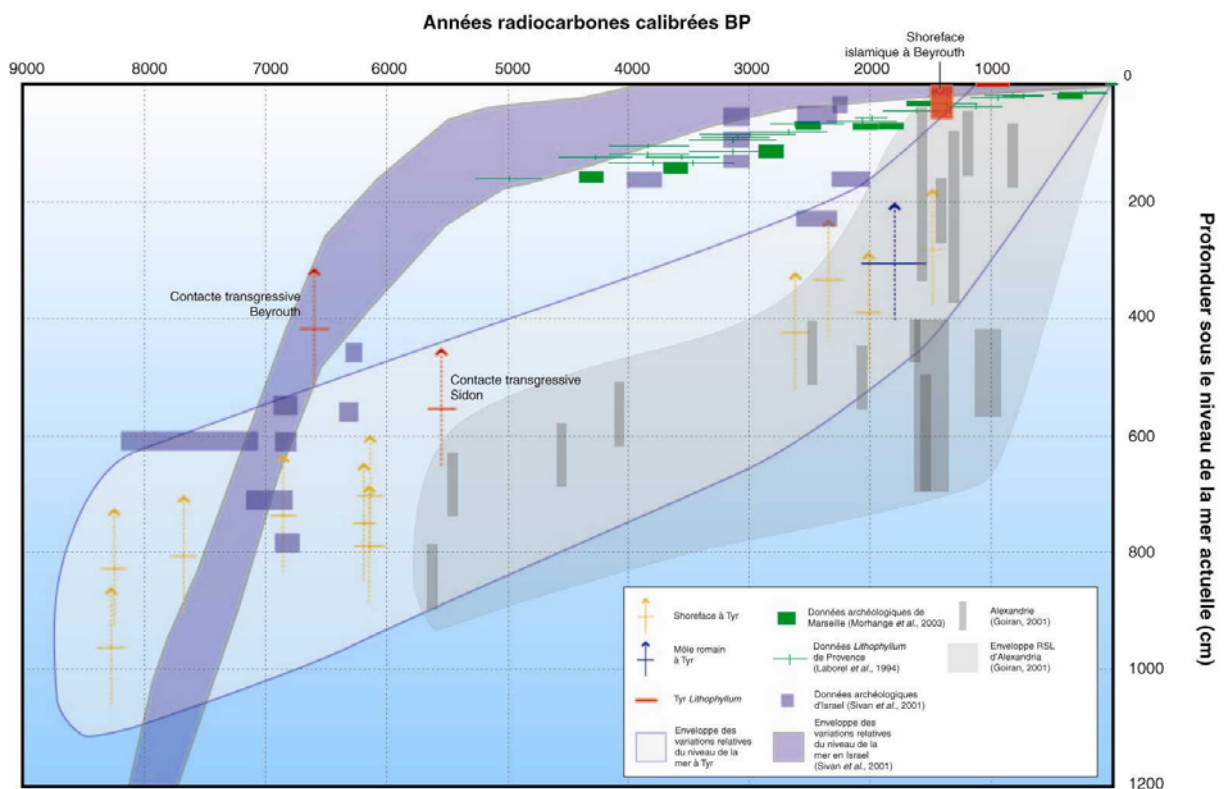 Années radiocarbones calibrées BP
Shoreface
islamique à Beyrouth
9000 8000 7000 6000 5000 4000 3000 2000 1000 0
200
Contacte transgressive
Beyrouth
400
Contacte transgressive
Sidon
600
800
1000
1200
Profonduer sous le niveau de la mer actuelle (cm)
Shoreface à Tyr
Môle romain
à Tyr
Tyr Lithophyllum
Enveloppe des
variations relatives
du niveau de la
mer à Tyr
Données archéologiques de
Marseille (Morhange et al., 2003)
Données Lithophyllum
de Provence
(Laborel et al., 1994)
Données archéologiques
d'Israel (Sivan et al., 2001)
Enveloppe des
variations relatives
du niveau de la
mer en Israel
(Sivan et al., 2001)
Alexandrie
(Goiran, 2001)
Enveloppe RSL
d'Alexandria
(Goiran, 2001)